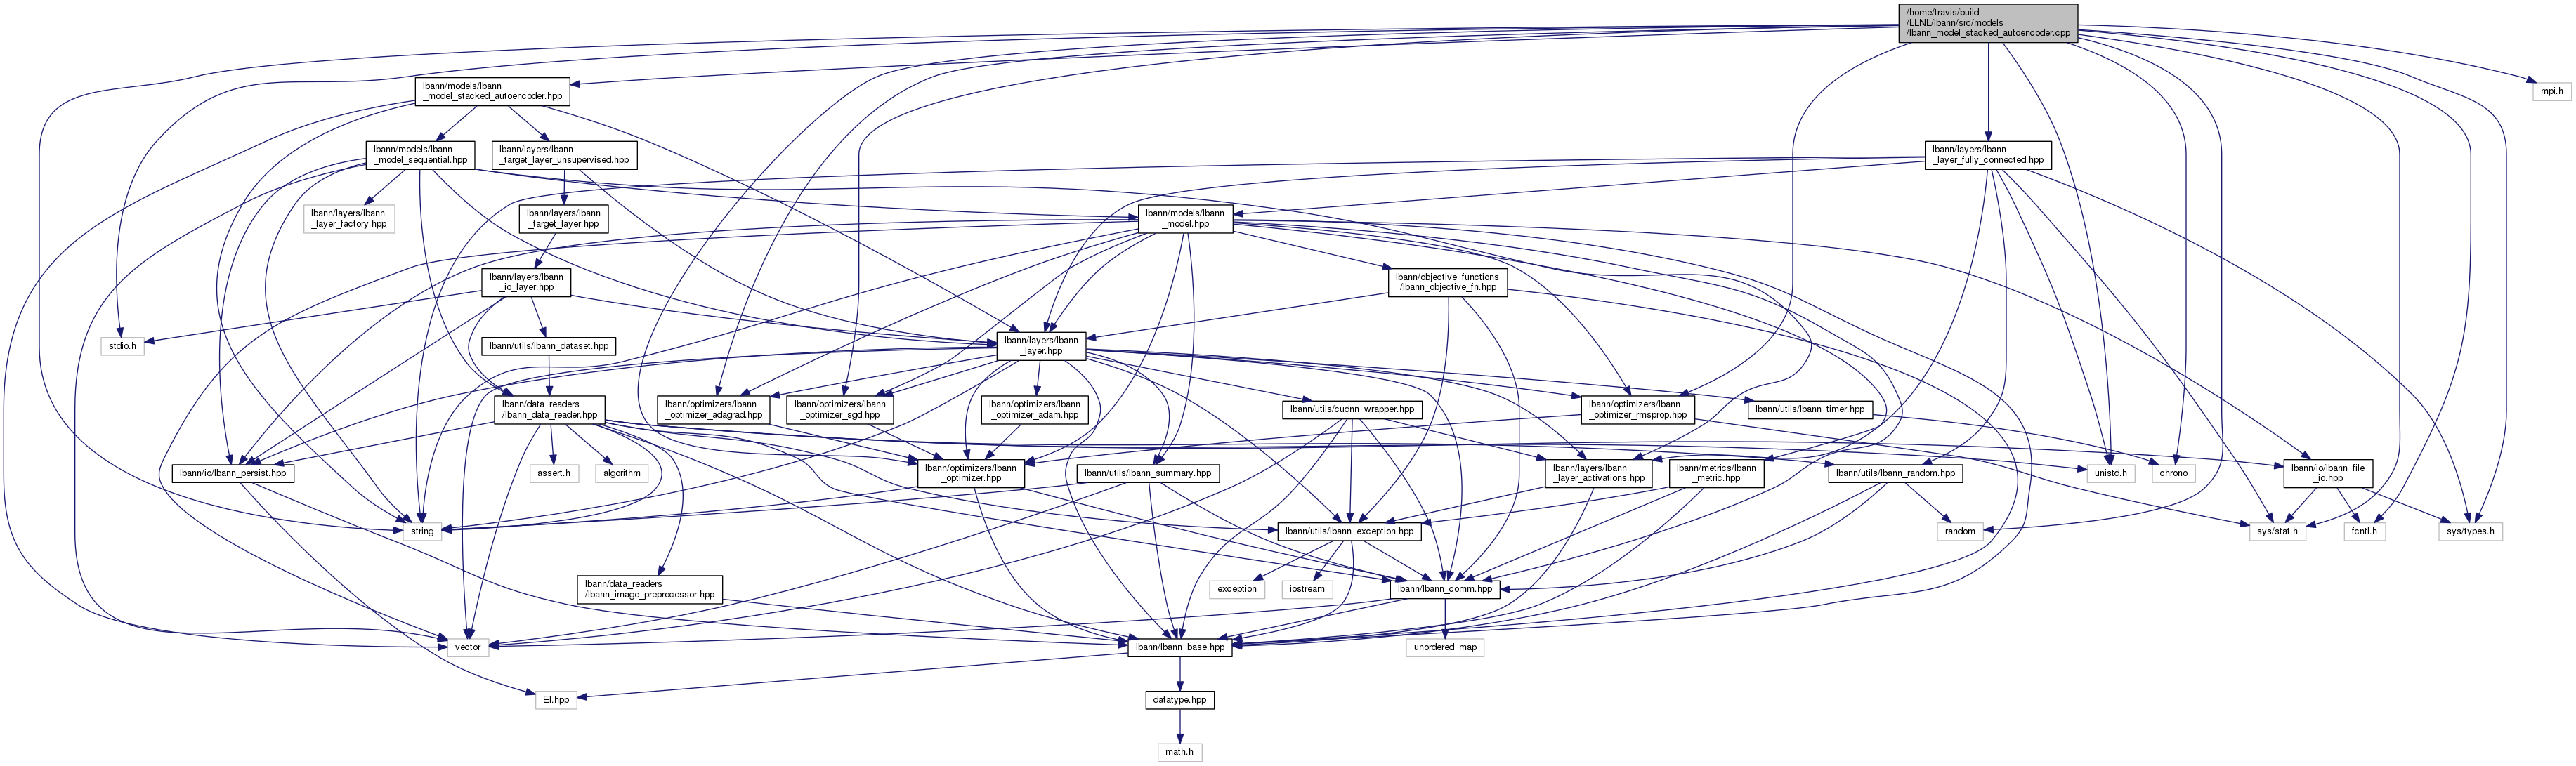 /home/travis/build
/LLNL/lbann/src/models
/lbann_model_stacked_autoencoder.cpp
lbann/models/lbann
_model_stacked_autoencoder.hpp
mpi.h
lbann/models/lbann
_model_sequential.hpp
lbann/layers/lbann
_target_layer_unsupervised.hpp
lbann/layers/lbann
_layer_fully_connected.hpp
lbann/layers/lbann
_layer_factory.hpp
lbann/layers/lbann
_target_layer.hpp
lbann/models/lbann
_model.hpp
lbann/layers/lbann
_io_layer.hpp
lbann/objective_functions
/lbann_objective_fn.hpp
stdio.h
lbann/utils/lbann_dataset.hpp
lbann/layers/lbann
_layer.hpp
lbann/data_readers
/lbann_data_reader.hpp
lbann/optimizers/lbann
_optimizer_adagrad.hpp
lbann/optimizers/lbann
_optimizer_sgd.hpp
lbann/optimizers/lbann
_optimizer_adam.hpp
lbann/utils/cudnn_wrapper.hpp
lbann/optimizers/lbann
_optimizer_rmsprop.hpp
lbann/utils/lbann_timer.hpp
lbann/io/lbann_persist.hpp
assert.h
algorithm
lbann/optimizers/lbann
_optimizer.hpp
lbann/utils/lbann_summary.hpp
lbann/layers/lbann
_layer_activations.hpp
lbann/metrics/lbann
_metric.hpp
lbann/utils/lbann_random.hpp
unistd.h
chrono
lbann/io/lbann_file
_io.hpp
string
lbann/utils/lbann_exception.hpp
random
sys/stat.h
fcntl.h
sys/types.h
lbann/data_readers
/lbann_image_preprocessor.hpp
exception
iostream
lbann/lbann_comm.hpp
vector
lbann/lbann_base.hpp
unordered_map
El.hpp
datatype.hpp
math.h